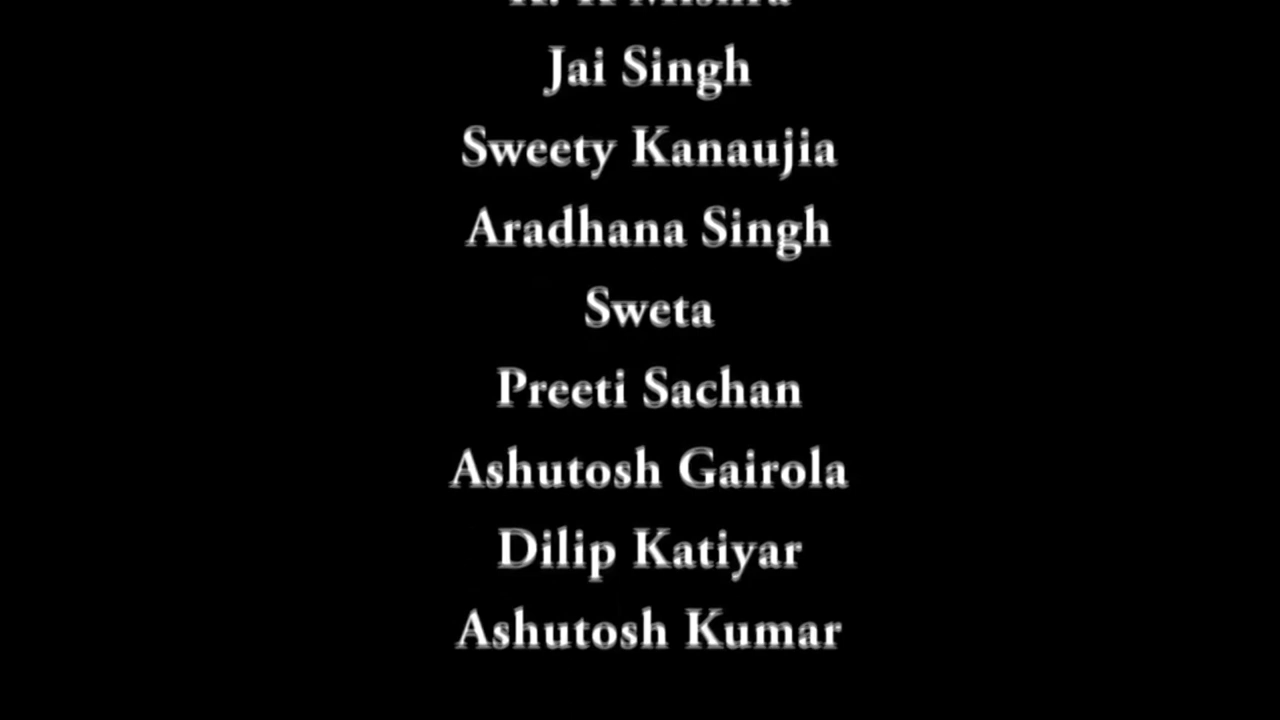 Jai Singh
Sweety Kanaujia
Aradhana Singh
Sweta
Preeti Sachan
Ashutosh Gairola
Dilip Katiyar
Ashutosh Kumar